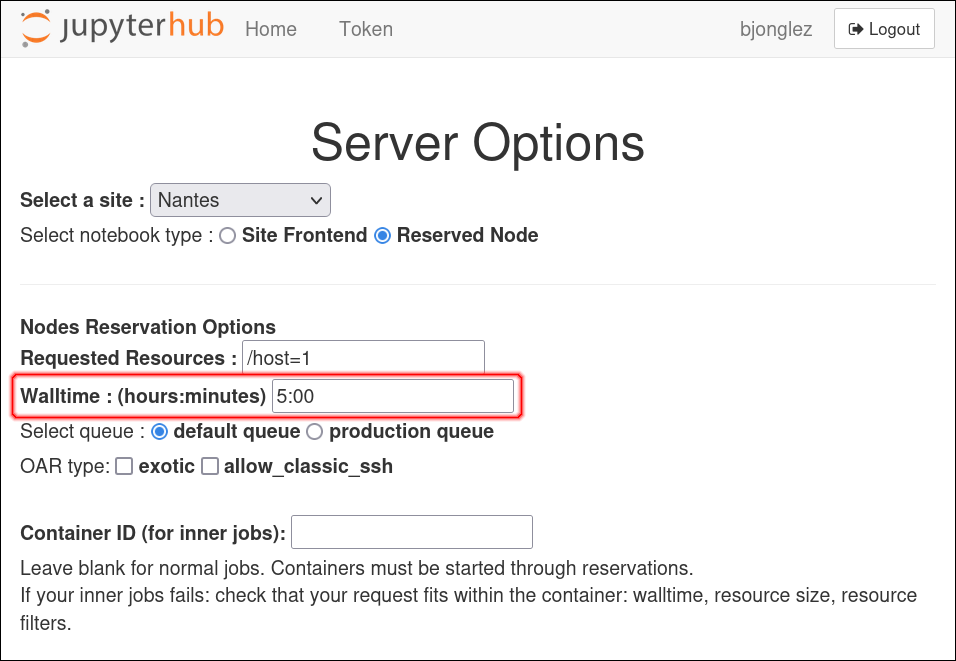 jupyterhub Home Token bjonglez Logout
Server Options
Select a site : Nantes
Select notebook type : Site Frontend Reserved Node
Nodes Reservation Options
Requested Resources : /host=1
Walltime : (hours:minutes) 5:00
Select queue : default queue production queue
OAR type: exotic allow_classic_ssh
Container ID (for inner jobs):
Leave blank for normal jobs. Containers must be started through reservations.
If your inner jobs fails: check that your request fits within the container: walltime, resource size, resource
filters.